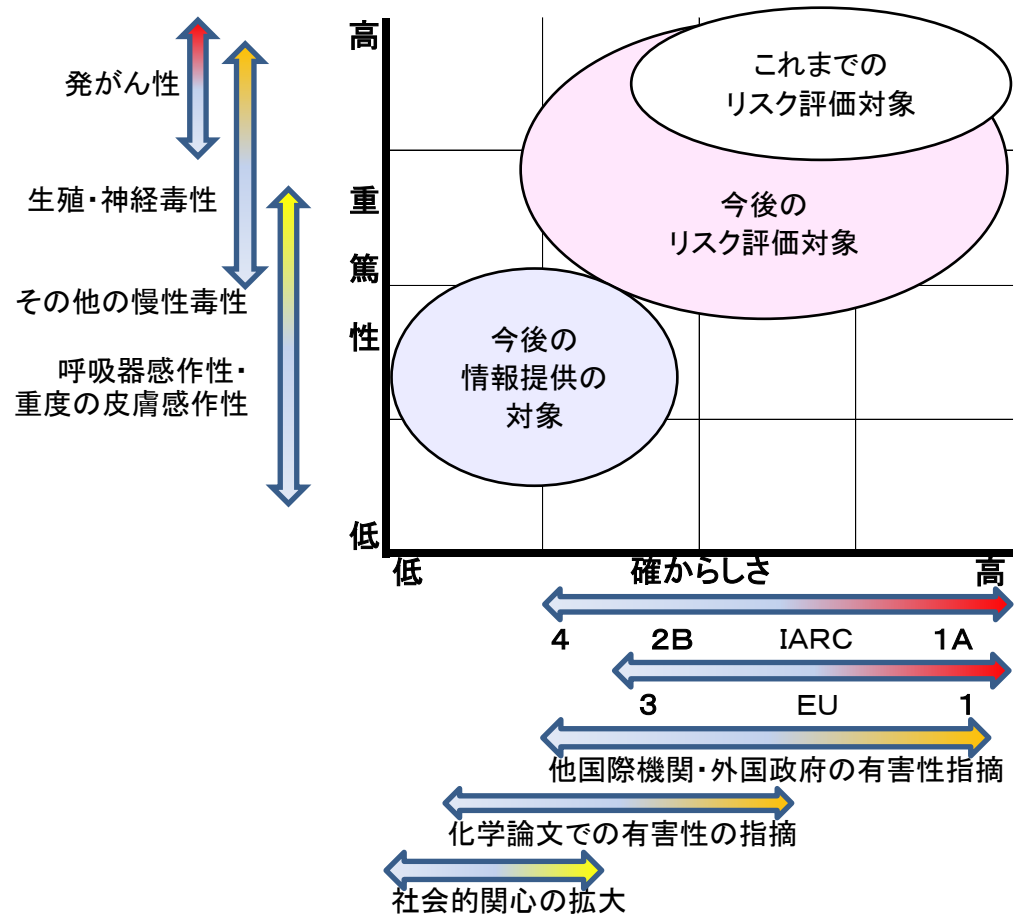 発がん性
生殖・神経毒性
その他の慢性毒性
呼吸器感作性・
重度の皮膚感作性
高
重
篤
性
低
これまでの
リスク評価対象
今後の
リスク評価対象
今後の
情報提供の
対象
低 確からしさ 高
4 2B IARC 1A
3 EU 1
他国際機関・外国政府の有害性指摘
化学論文での有害性の指摘
社会的関心の拡大